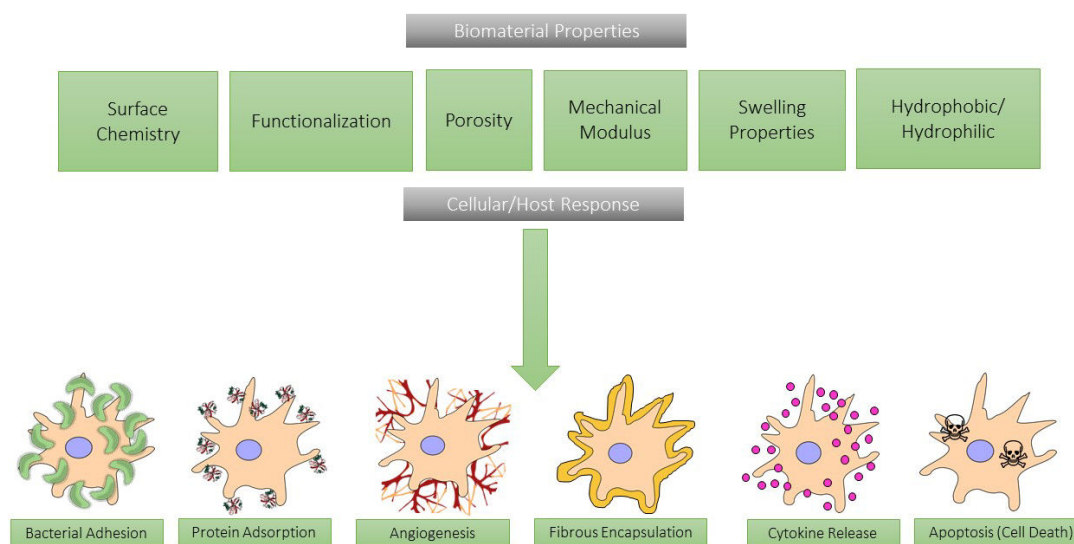 Biomaterial Properties
Surface
Chemistry
Functionalization
Porosity
Mechanical
Modulus
Swelling
Properties
Hydrophobic/
Hydrophilic
Cellular/Host Response
Bacterial Adhesion
Protein Adsorption
Angiogenesis
Fibrous Encapsulation
Cytokine Release
Apoptosis (Cell Death)